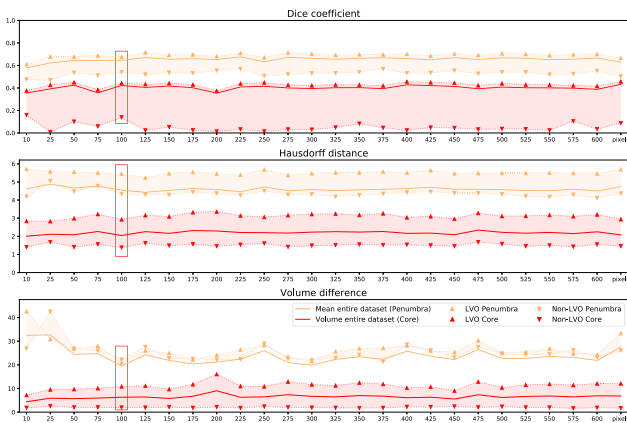 Dice coefficient
1.0
0.8
0.6
0.4
0.2
0.0
10 25 50 75 100 125 150 175 200 225 250 275 300 325 350 375 400 425 450 475 500 525 550 575 600 pixel
Hausdorff distance
6
5
4
3
2
1
0
10 25 50 75 100 125 150 175 200 225 250 275 300 325 350 375 400 425 450 475 500 525 550 575 600 pixel
Volume difference
Mean entire dataset (Penumbra) LVO Penumbra Non-LVO Penumbra
Volume entire dataset (Core) LVO Core Non-LVO Core
40
30
20
10
0
10 25 50 75 100 125 150 175 200 225 250 275 300 325 350 375 400 425 450 475 500 525 550 575 600 pixel